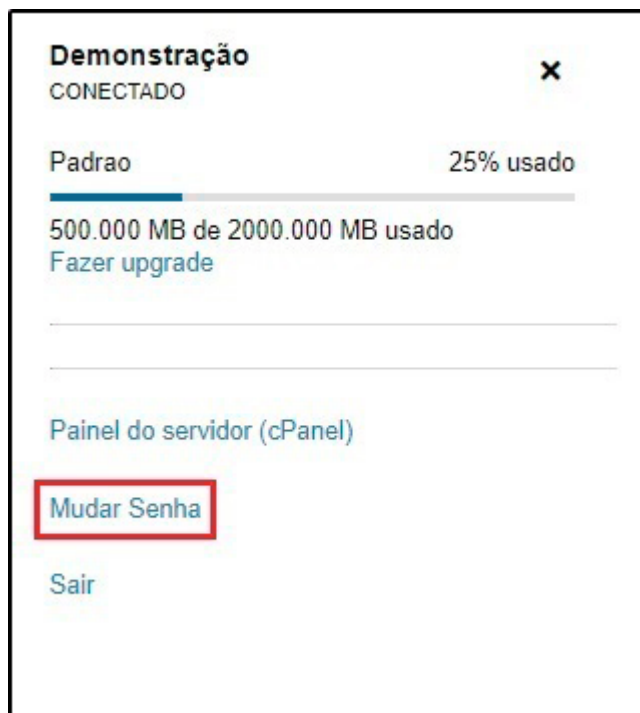 Demonstração
CONECTADO
Padrao 25% usado
500.000 MB de 2000.000 MB usado
Fazer upgrade
Painel do servidor (cPanel)
Mudar Senha
Sair